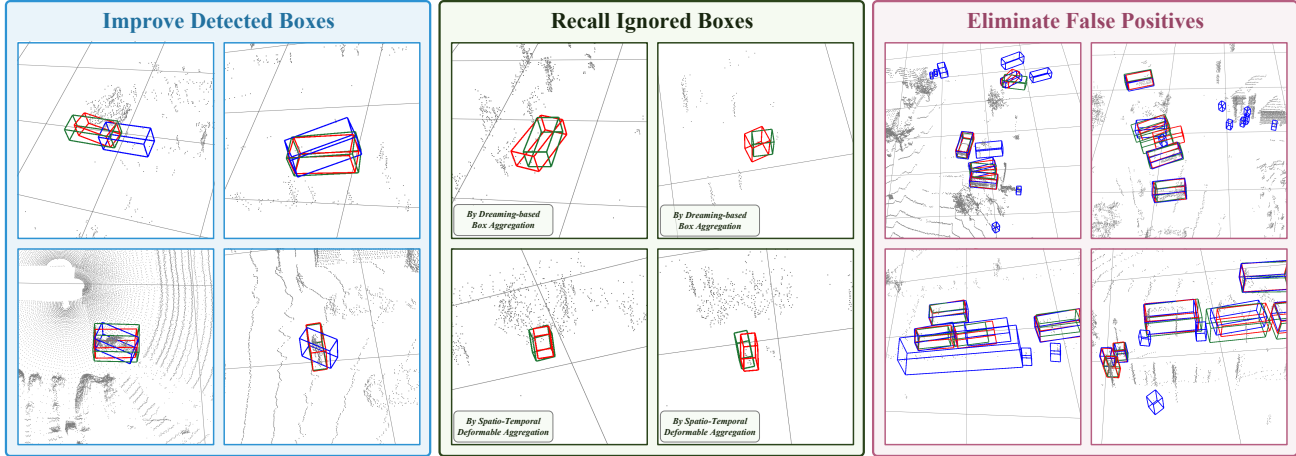 Improve Detected Boxes
Recall Ignored Boxes
Eliminate False Positives
By Dreaming-based
Box Aggregation
By Dreaming-based
Box Aggregation
By Spatio-Temporal
Deformable Aggregation
By Spatio-Temporal
Deformable Aggregation